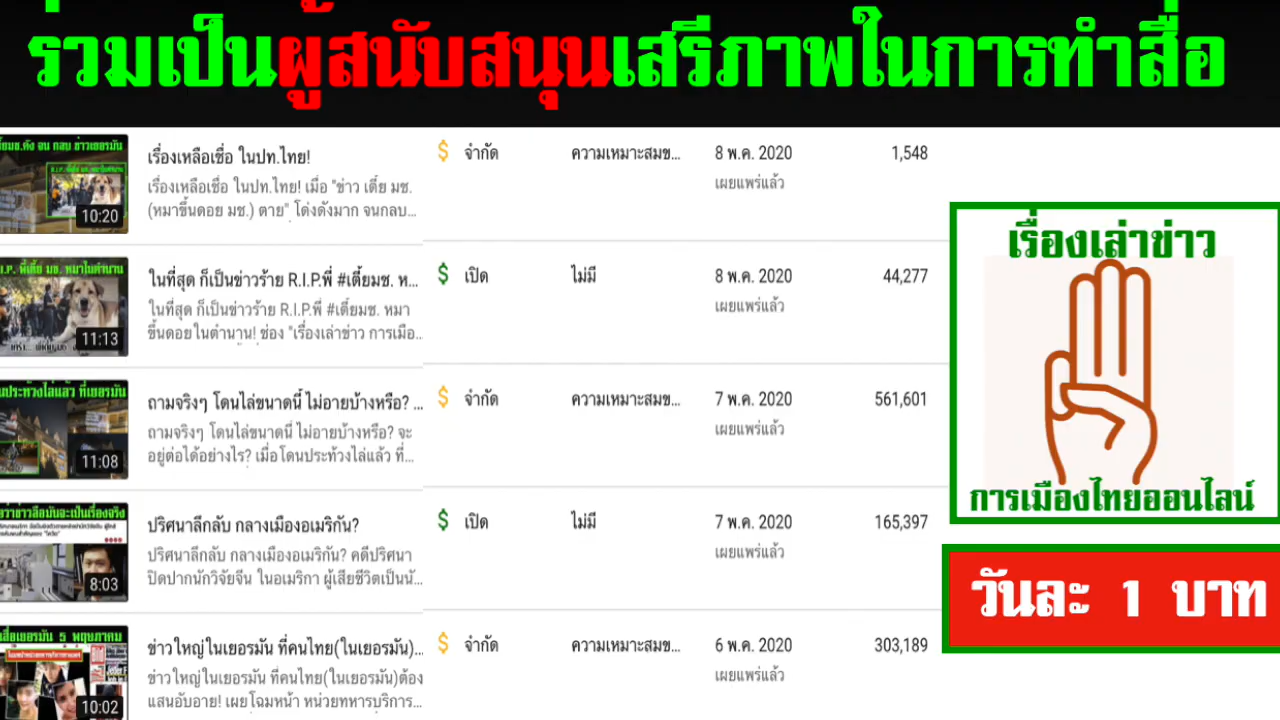 ร่วมเป็นผู้สนับสนุนเสรีภาพในการทำสื่อ
10:20
เรื่องเหลือเชื่อ ในปท.ไทย!
เรื่องเหลือเชื่อ ในปท.ไทย! เมื่อ "ข่าว เตี้ย มช.
(หมาขึ้นดอย มช.) ตาย" โด่งดังมาก จนกลบ...
$ จำกัด
ความเหมาะสมข...
8 พ.ค. 2020
เผยแพร่แล้ว
1,548
11:13
ในที่สุด ก็เป็นข่าวร้าย R.I.P.พี่ #เตี้ยมช. ห...
ในที่สุด ก็เป็นข่าวร้าย R.I.P.พี่ #เตี้ยมช. หมา
ขึ้นดอยในตำนาน! ช่อง "เรื่องเล่าข่าว การเมือ...
$ เปิด
ไม่มี
8 พ.ค. 2020
เผยแพร่แล้ว
44,277
11:08
ถามจริงๆ โดนไล่ขนาดนี้ ไม่อายบ้างหรือ? ...
ถามจริงๆ โดนไล่ขนาดนี้ ไม่อายบ้างหรือ? จะ
อยู่ต่อได้อย่างไร? เมื่อโดนประท้วงไล่แล้ว ที่...
$ จำกัด
ความเหมาะสมข...
7 พ.ค. 2020
เผยแพร่แล้ว
561,601
8:03
ปริศนาลึกลับ กลางเมืองอเมริกัน?
ปริศนาลึกลับ กลางเมืองอเมริกัน? คดีปริศนา
ปิดปากนักวิจัยจีน ในอเมริกา ผู้เสียชีวิตเป็นนั...
$ เปิด
ไม่มี
7 พ.ค. 2020
เผยแพร่แล้ว
165,397
10:02
ข่าวใหญ่ในเยอรมัน ที่คนไทย(ในเยอรมัน)...
ข่าวใหญ่ในเยอรมัน ที่คนไทย(ในเยอรมัน)ต้อง
แสนอับอาย! เผยโฉมหน้า หน่วยทหารบริการ...
$ จำกัด
ความเหมาะสมข...
6 พ.ค. 2020
เผยแพร่แล้ว
303,189
เรื่องเล่าข่าว
การเมืองไทยออนไลน์
วันละ 1 บาท